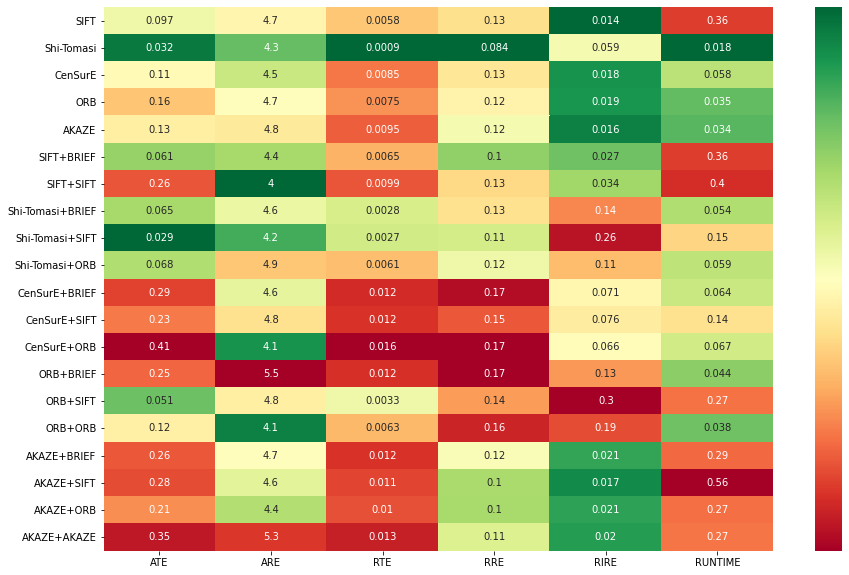 SIFT 0.097 4.7 0.0058 0.13 0.014 0.36
Shi-Tomasi 0.032 4.3 0.0009 0.084 0.059 0.018
CenSurE 0.11 4.5 0.0085 0.13 0.018 0.058
ORB 0.16 4.7 0.0075 0.12 0.019 0.035
AKAZE 0.13 4.8 0.0095 0.12 0.016 0.034
SIFT+BRIEF 0.061 4.4 0.0065 0.1 0.027 0.36
SIFT+SIFT 0.26 4 0.0099 0.13 0.034 0.4
Shi-Tomasi+BRIEF 0.065 4.6 0.0028 0.13 0.14 0.054
Shi-Tomasi+SIFT 0.029 4.2 0.0027 0.11 0.26 0.15
Shi-Tomasi+ORB 0.068 4.9 0.0061 0.12 0.11 0.059
CenSurE+BRIEF 0.29 4.6 0.012 0.17 0.071 0.064
CenSurE+SIFT 0.23 4.8 0.012 0.15 0.076 0.14
CenSurE+ORB 0.41 4.1 0.016 0.17 0.066 0.067
ORB+BRIEF 0.25 5.5 0.012 0.17 0.13 0.044
ORB+SIFT 0.051 4.8 0.0033 0.14 0.3 0.27
ORB+ORB 0.12 4.1 0.0063 0.16 0.19 0.038
AKAZE+BRIEF 0.26 4.7 0.012 0.12 0.021 0.29
AKAZE+SIFT 0.28 4.6 0.011 0.1 0.017 0.56
AKAZE+ORB 0.21 4.4 0.01 0.1 0.021 0.27
AKAZE+AKAZE 0.35 5.3 0.013 0.11 0.02 0.27
ATE ARE RTE RRE RIRE RUNTIME